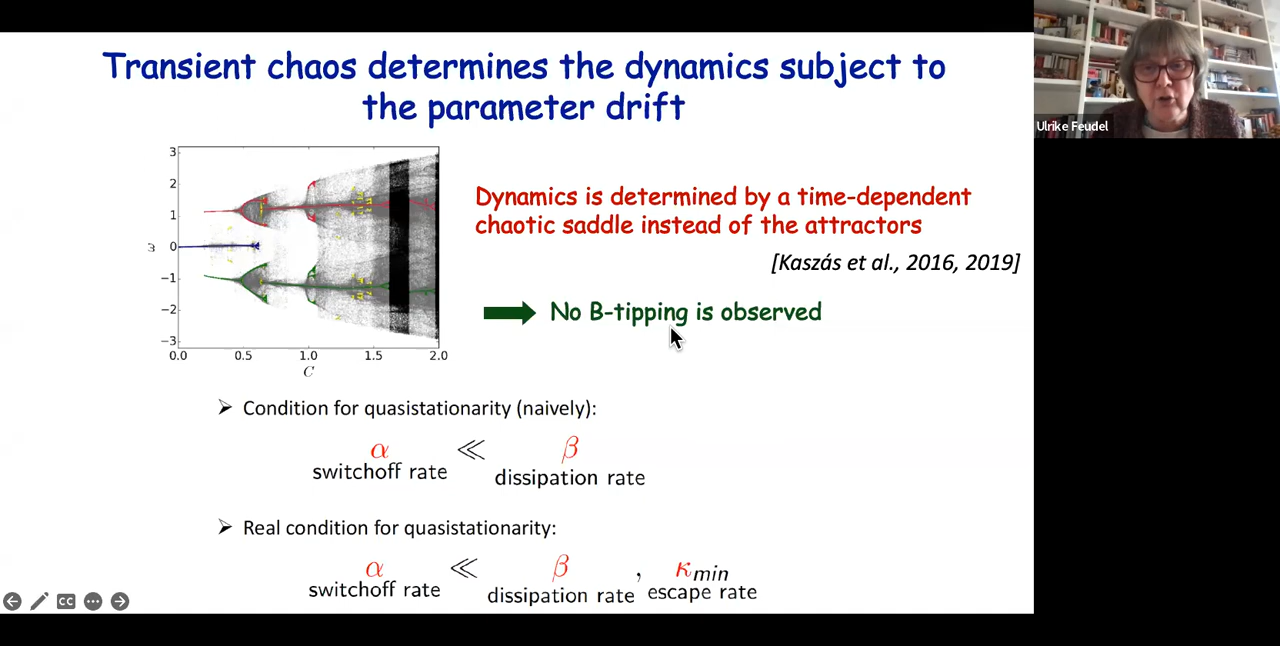 Transient chaos determines the dynamics subject to
the parameter drift
Ulrike Feudel
3
2
1
0
−1
−2
−3
ω
0.0 0.5 1.0 1.5 2.0
C
Dynamics is determined by a time-dependent
chaotic saddle instead of the attractors
[Kaszás et al., 2016, 2019]
No B-tipping is observed
➢ Condition for quasistationarity (naively):
α ≪ β
switchoff rate dissipation rate
➢ Real condition for quasistationarity:
α ≪ β , κmin
switchoff rate dissipation rate escape rate
CC